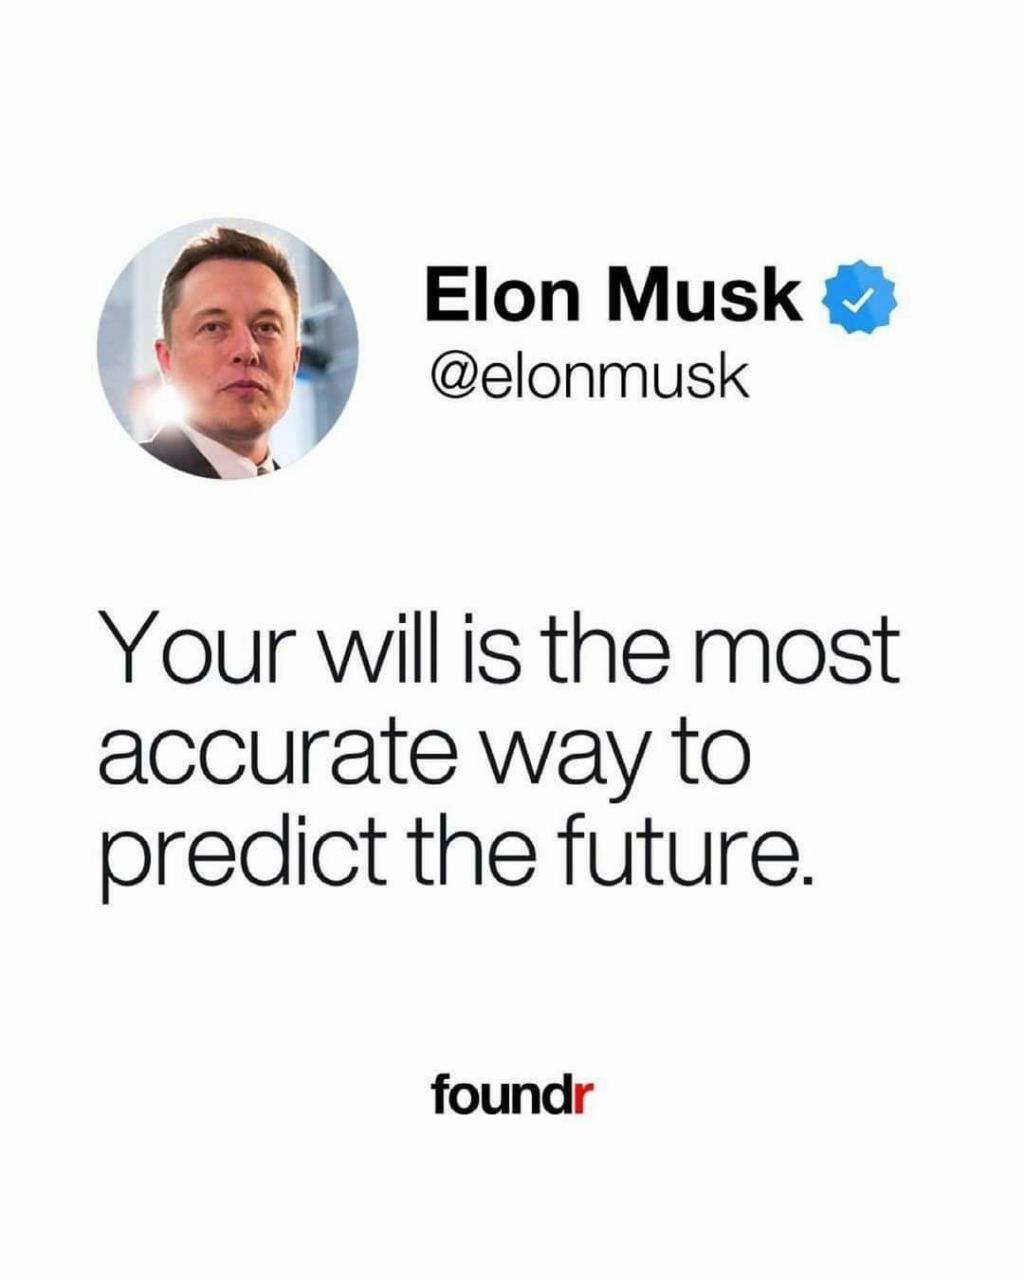 Elon Musk
@elonmusk
Your will is the most
accurate way to
predict the future.
foundr